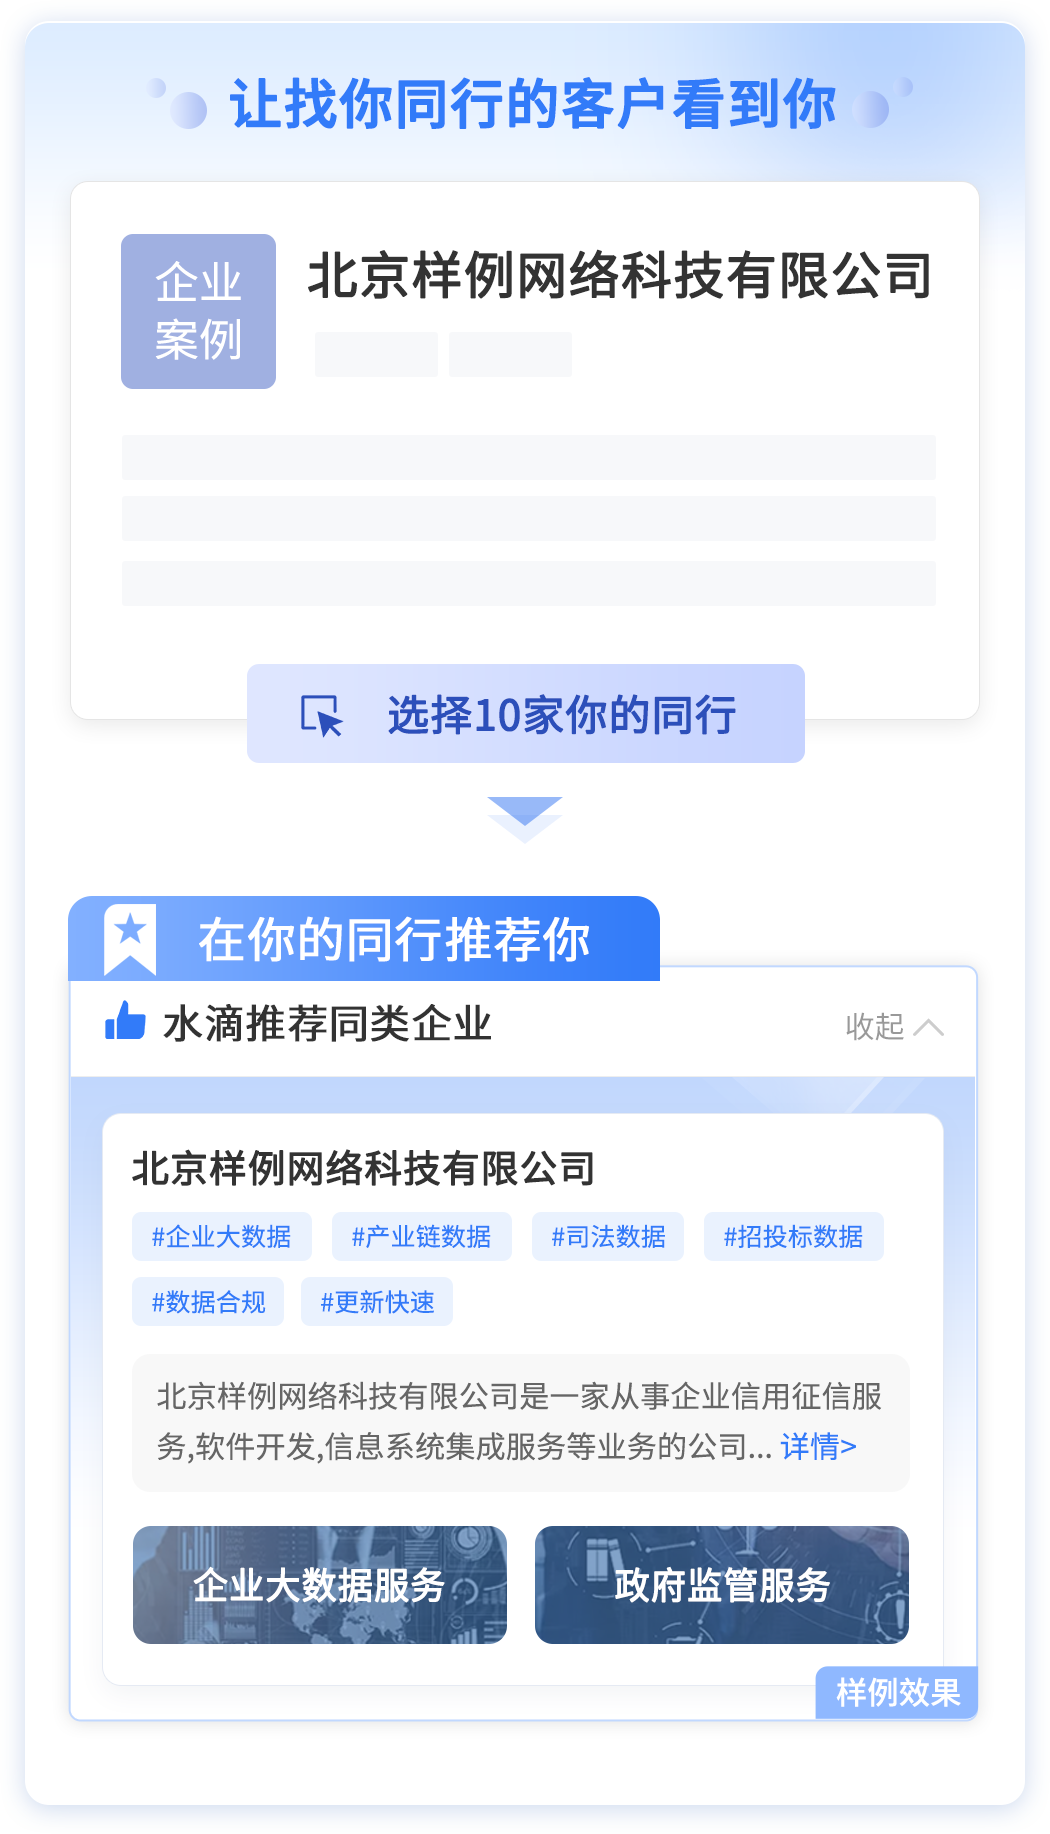 让找你同行的客户看到你
企业
案例
北京样例网络科技有限公司
选择10家你的同行
在你的同行推荐你
水滴推荐同类企业
收起
北京样例网络科技有限公司
#企业大数据 #产业链数据 #司法数据 #招投标数据
#数据合规 #更新快速
北京样例网络科技有限公司是一家从事企业信用征信服
务,软件开发,信息系统集成服务等业务的公司... 详情>
企业大数据服务 政府监管服务
样例效果